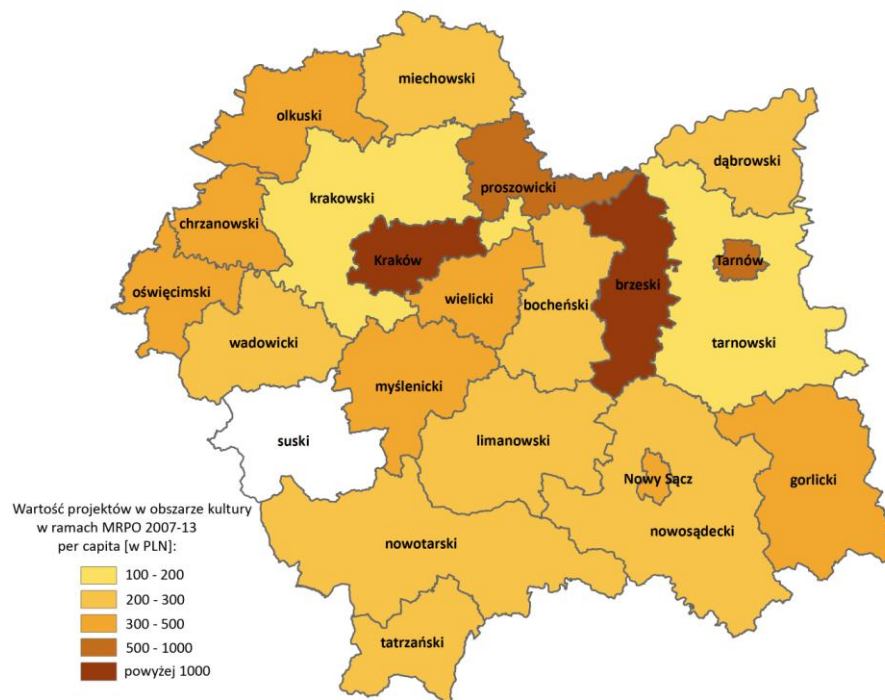 miechowski
olkuski
dąbrowski
proszowicki
krakowski
chrzanowski
Kraków
Tarnów
oświęcimski
wielicki
brzeski
bocheński
wadowicki
tarnowski
myślenicki
suski
limanowski
Nowy Sącz
gorlicki
nowosądecki
nowotarski
tatrzański
Wartość projektów w obszarze kultury
w ramach MRPO 2007-13
per capita [w PLN]:
100 - 200
200 - 300
300 - 500
500 - 1000
powyżej 1000